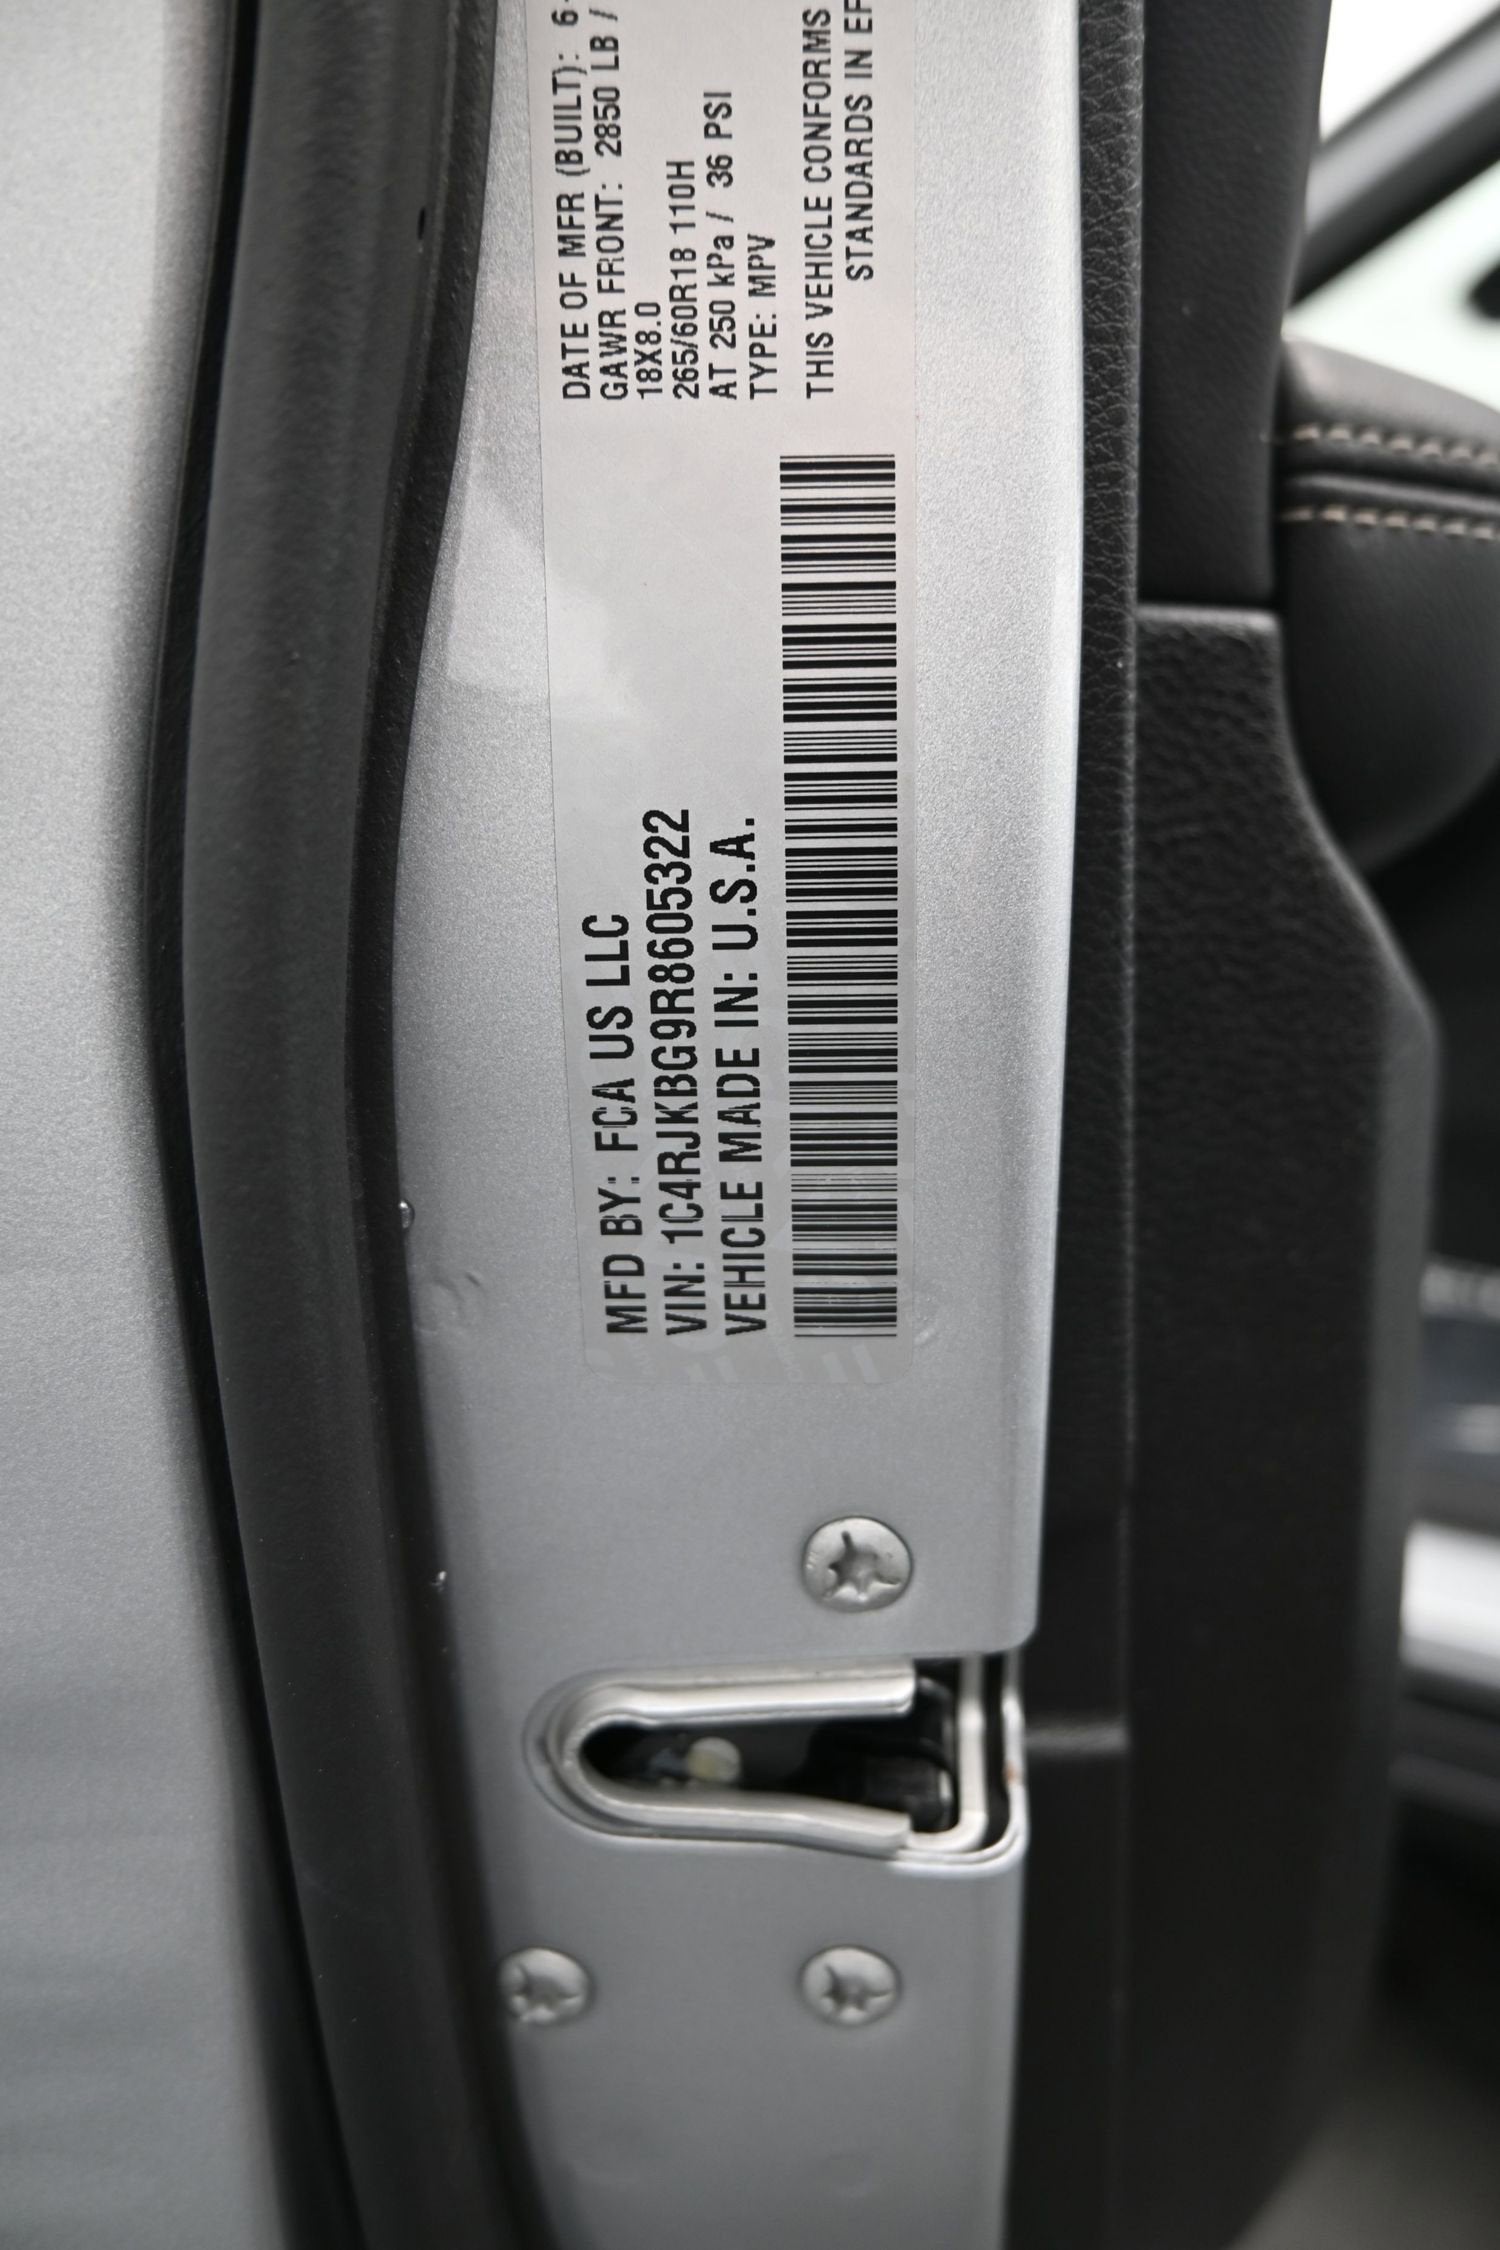 MFD BY: FCA US LLC
VIN: 1C4RJKBG9R8605322
VEHICLE MADE IN: U.S.A.
DATE OF MFR (BUILT): 6-
GAWR FRONT: 2850 LB /
18X8.0
265/60R18 110H
AT 250 kPa / 36 PSI
TYPE: MPV
THIS VEHICLE CONFORMS
STANDARDS IN